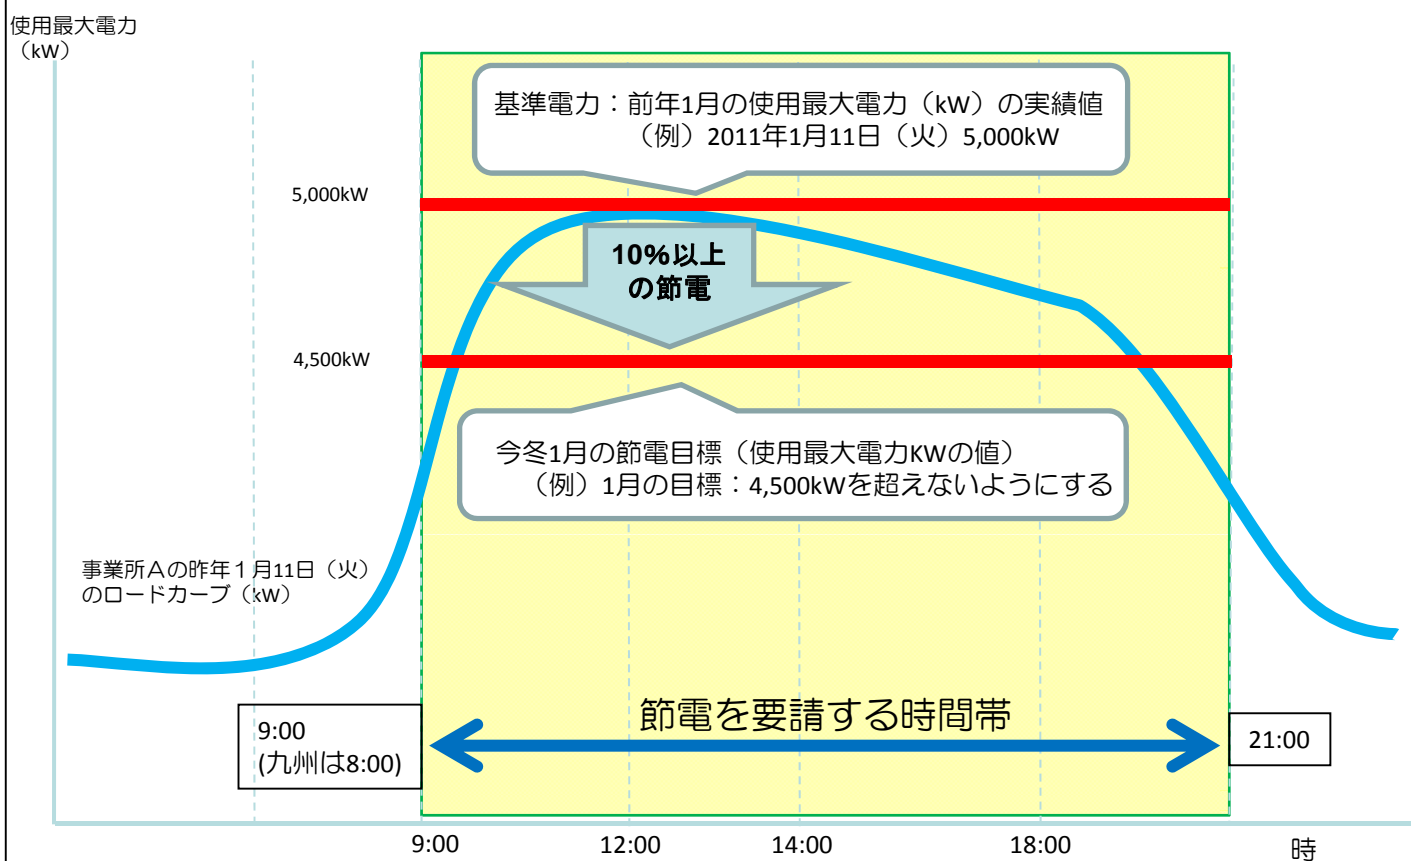 使用最大電力
（kW）
基準電力：前年1月の使用最大電力（kW）の実績値
（例）2011年1月11日（火）5,000kW
5,000kW
10%以上
の節電
4,500kW
今冬1月の節電目標（使用最大電力KWの値）
（例）1月の目標：4,500kWを超えないようにする
事業所Ａの昨年１月11日（火）
のロードカーブ（kW）
節電を要請する時間帯
9:00
(九州は8:00)
21:00
9:00
12:00
14:00
18:00
時